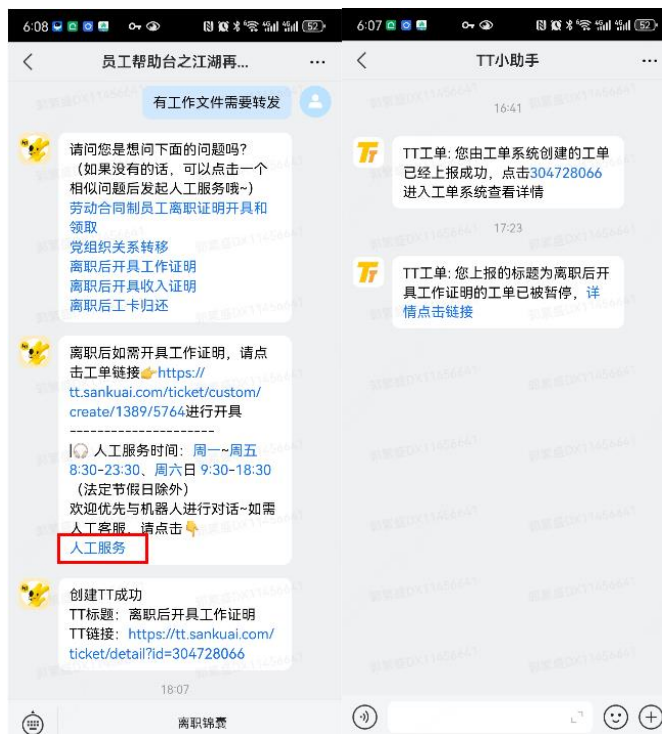 6:08
52
员工帮助台之江湖再...
有工作文件需要转发
请问您是想问下面的问题吗?
(如果没有的话,可以点击一个
相似问题后发起人工服务哦~)
劳动合同制员工离职证明开具和
领取
党组织关系转移
离职后开具工作证明
离职后开具收入证明
离职后工卡归还
离职后如需开具工作证明,请点
击工单链接👉https://
tt.sankuai.com/ticket/custom/
create/1389/5764进行开具
----------------------
|🎧 人工服务时间:周一~周五
8:30-23:30、周六日 9:30-18:30
(法定节假日除外)
欢迎优先与机器人进行对话~如需
人工客服,请点击👇
人工服务
创建TT成功
TT标题:离职后开具工作证明
TT链接:https://tt.sankuai.com/
ticket/detail?id=304728066
18:07
离职锦囊
6:07
52
TT小助手
16:41
TT工单: 您由工单系统创建的工单
已经上报成功,点击304728066
进入工单系统查看详情
17:23
TT工单: 您上报的标题为离职后开
具工作证明的工单已被暂停,详
情点击链接